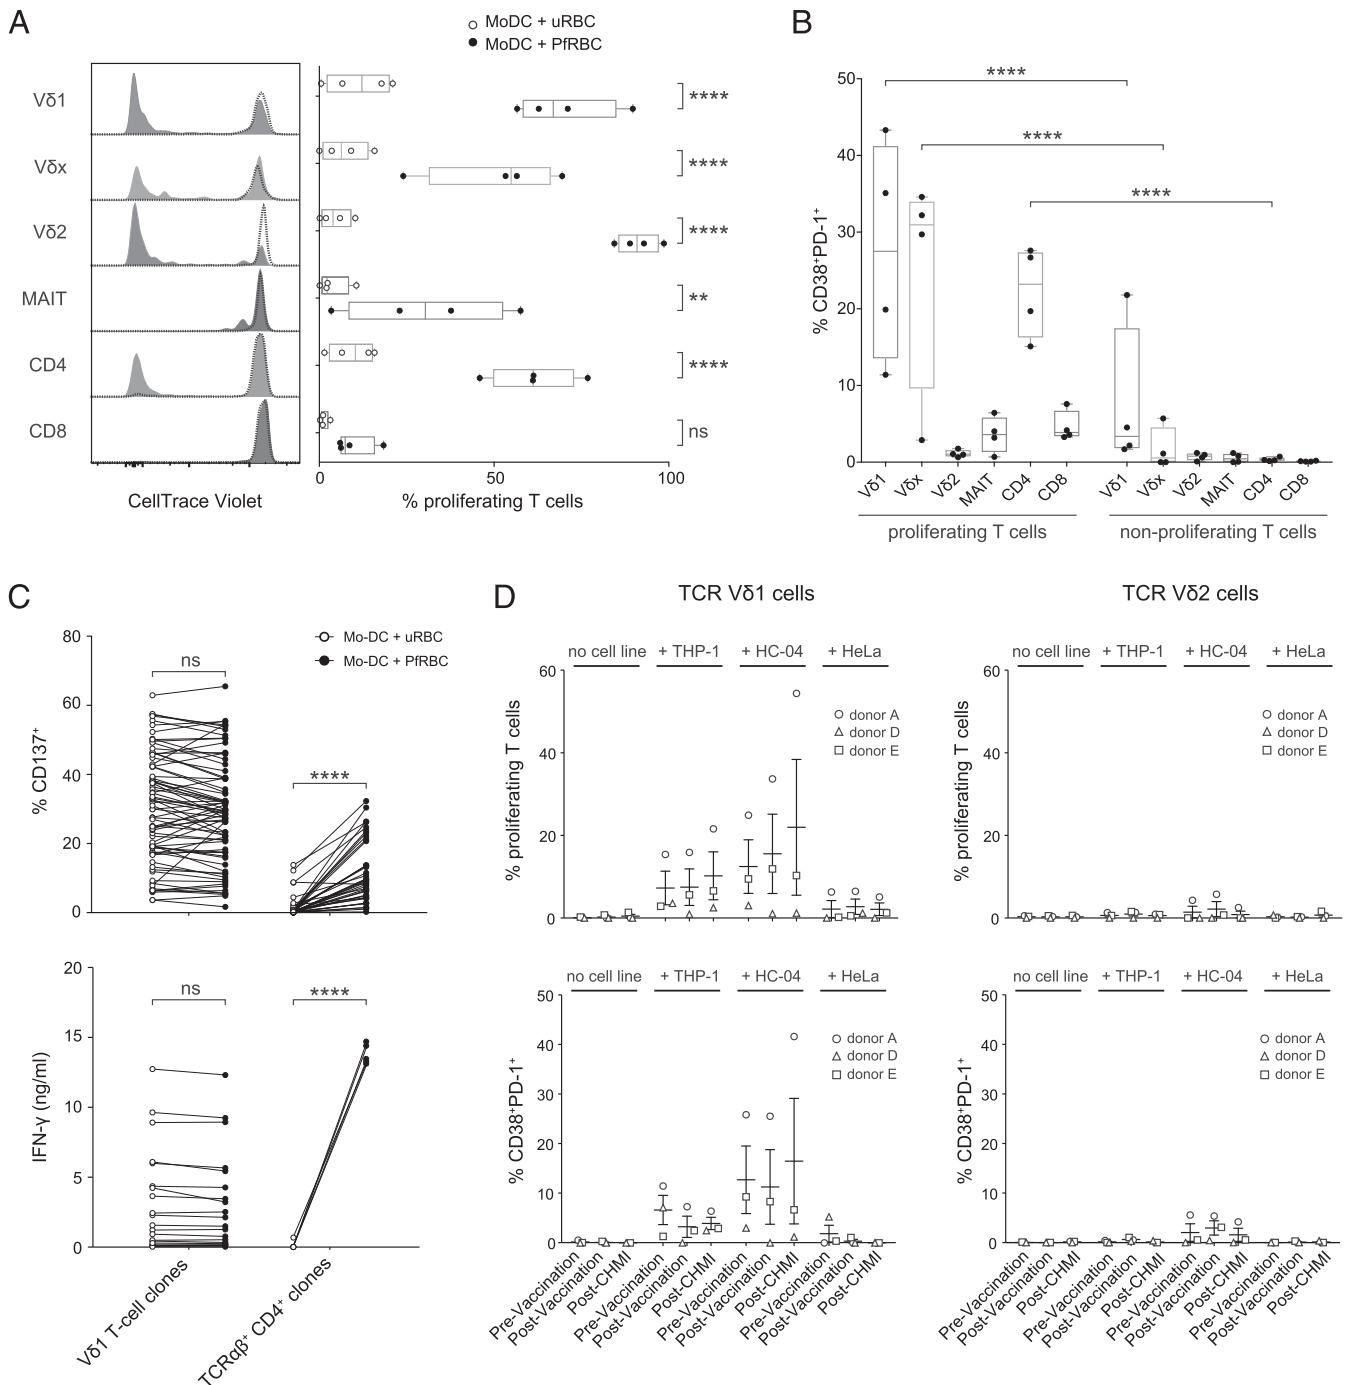 A
MoDC + uRBC
MoDC + PfRBC
Vδ1
Vδx
Vδ2
MAIT
CD4
CD8
****
****
****
**
****
ns
0
50
100
CellTrace Violet
% proliferating T cells
B
% CD38⁺PD-1⁺
50
40
30
20
10
0
****
****
****
Vδ1
Vδx
Vδ2
MAIT
CD4
CD8
Vδ1
Vδx
Vδ2
MAIT
CD4
CD8
proliferating T cells
non-proliferating T cells
C
Mo-DC + uRBC
Mo-DC + PfRBC
% CD137⁺
80
60
40
20
0
ns
****
IFN-γ (ng/ml)
20
15
10
5
0
ns
****
Vδ1 T-cell clones
TCRαβ⁺ CD4⁺ clones
D
TCR Vδ1 cells
no cell line
+ THP-1
+ HC-04
+ HeLa
% proliferating T cells
60
40
20
0
donor A
donor D
donor E
TCR Vδ2 cells
no cell line
+ THP-1
+ HC-04
+ HeLa
% proliferating T cells
60
40
20
0
donor A
donor D
donor E
no cell line
+ THP-1
+ HC-04
+ HeLa
% CD38⁺PD-1⁺
50
40
30
20
10
0
donor A
donor D
donor E
Pre-Vaccination
Post-Vaccination
Post-CHMI
Pre-Vaccination
Post-Vaccination
Post-CHMI
Pre-Vaccination
Post-Vaccination
Post-CHMI
Pre-Vaccination
Post-Vaccination
Post-CHMI
no cell line
+ THP-1
+ HC-04
+ HeLa
% CD38⁺PD-1⁺
50
40
30
20
10
0
donor A
donor D
donor E
Pre-Vaccination
Post-Vaccination
Post-CHMI
Pre-Vaccination
Post-Vaccination
Post-CHMI
Pre-Vaccination
Post-Vaccination
Post-CHMI
Pre-Vaccination
Post-Vaccination
Post-CHMI